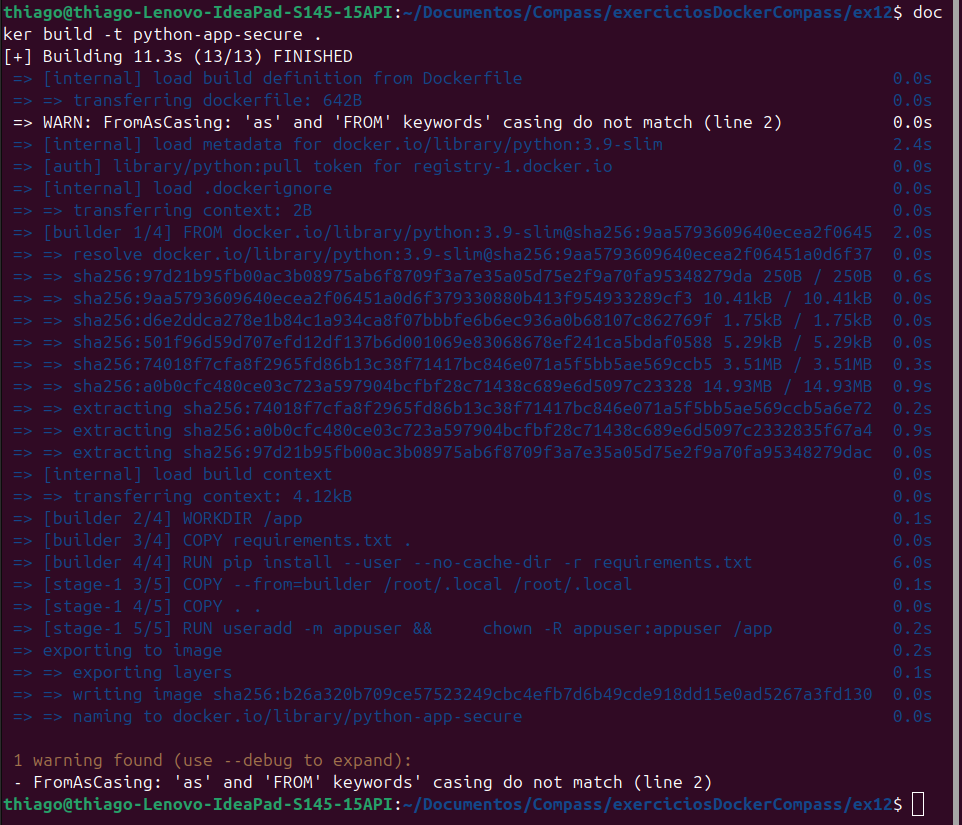 thiago@thiago-Lenovo-IdeaPad-S145-15API:~/Documentos/Compass/exerciciosDockerCompass/ex12$ doc
ker build -t python-app-secure .
[+] Building 11.3s (13/13) FINISHED
=> [internal] load build definition from Dockerfile 0.0s
=> => transferring dockerfile: 642B 0.0s
=> WARN: FromAsCasing: 'as' and 'FROM' keywords' casing do not match (line 2) 0.0s
=> [internal] load metadata for docker.io/library/python:3.9-slim 2.4s
=> [auth] library/python:pull token for registry-1.docker.io 0.0s
=> [internal] load .dockerignore 0.0s
=> => transferring context: 2B 0.0s
=> [builder 1/4] FROM docker.io/library/python:3.9-slim@sha256:9aa5793609640ecea2f0645 2.0s
=> => resolve docker.io/library/python:3.9-slim@sha256:9aa5793609640ecea2f06451a0d6f37 0.0s
=> => sha256:97d21b95fb00ac3b08975ab6f8709f3a7e35a05d75e2f9a70fa95348279da 250B / 250B 0.6s
=> => sha256:9aa5793609640ecea2f06451a0d6f379330880b413f954933289cf3 10.41kB / 10.41kB 0.0s
=> => sha256:d6e2ddca278e1b84c1a934ca8f07bbbfe6b6ec936a0b68107c862769f 1.75kB / 1.75kB 0.0s
=> => sha256:501f96d59d707efd12df137b6d001069e83068678ef241ca5bdaf0588 5.29kB / 5.29kB 0.0s
=> => sha256:74018f7cfa8f2965fd86b13c38f71417bc846e071a5f5bb5ae569ccb5 3.51MB / 3.51MB 0.3s
=> => sha256:a0b0cfc480ce03c723a597904bcfbf28c71438c689e6d5097c23328 14.93MB / 14.93MB 0.9s
=> => extracting sha256:74018f7cfa8f2965fd86b13c38f71417bc846e071a5f5bb5ae569ccb5a6e72 0.2s
=> => extracting sha256:a0b0cfc480ce03c723a597904bcfbf28c71438c689e6d5097c2332835f67a4 0.9s
=> => extracting sha256:97d21b95fb00ac3b08975ab6f8709f3a7e35a05d75e2f9a70fa95348279dac 0.0s
=> [internal] load build context 0.0s
=> => transferring context: 4.12kB 0.0s
=> [builder 2/4] WORKDIR /app 0.1s
=> [builder 3/4] COPY requirements.txt . 0.0s
=> [builder 4/4] RUN pip install --user --no-cache-dir -r requirements.txt 6.0s
=> [stage-1 3/5] COPY --from=builder /root/.local /root/.local 0.1s
=> [stage-1 4/5] COPY . . 0.0s
=> [stage-1 5/5] RUN useradd -m appuser &&     chown -R appuser:appuser /app 0.2s
=> exporting to image 0.2s
=> => exporting layers 0.1s
=> => writing image sha256:b26a320b709ce57523249cbc4efb7d6b49cde918dd15e0ad5267a3fd130 0.0s
=> => naming to docker.io/library/python-app-secure 0.0s
1 warning found (use --debug to expand):
- FromAsCasing: 'as' and 'FROM' keywords' casing do not match (line 2)
thiago@thiago-Lenovo-IdeaPad-S145-15API:~/Documentos/Compass/exerciciosDockerCompass/ex12$